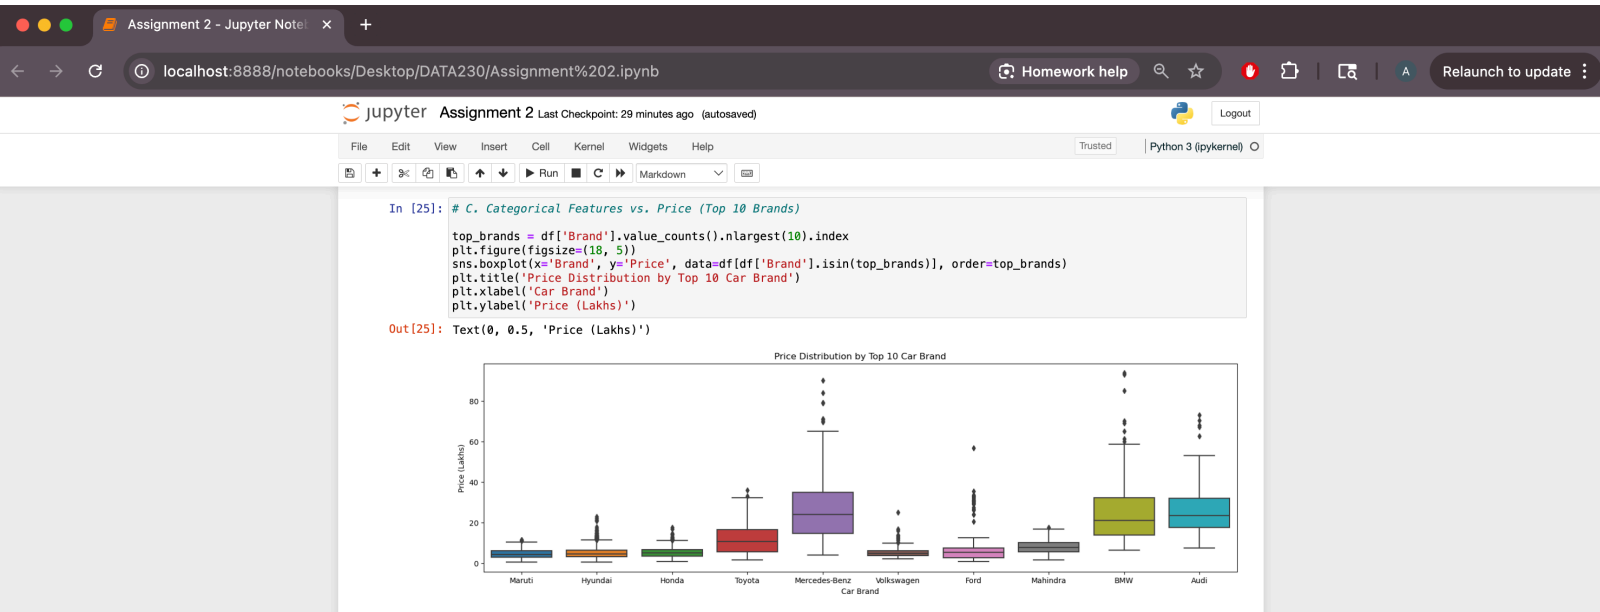 Assignment 2 - Jupyter Note
localhost:8888/notebooks/Desktop/DATA230/Assignment%202.ipynb
Homework help
A
Relaunch to update
jupyter Assignment 2 Last Checkpoint: 29 minutes ago (autosaved)
Logout
File Edit View Insert Cell Kernel Widgets Help
Trusted
Python 3 (ipykernel)
Run
Markdown
In [25]: # C. Categorical Features vs. Price (Top 10 Brands)
top_brands = df['Brand'].value_counts().nlargest(10).index
plt.figure(figsize=(18, 5))
sns.boxplot(x='Brand', y='Price', data=df[df['Brand'].isin(top_brands)], order=top_brands)
plt.title('Price Distribution by Top 10 Car Brand')
plt.xlabel('Car Brand')
plt.ylabel('Price (Lakhs)')
Out[25]: Text(0, 0.5, 'Price (Lakhs)')
Price Distribution by Top 10 Car Brand
Price (Lakhs)
80
60
40
20
0
Maruti Hyundai Honda Toyota Mercedes-Benz Volkswagen Ford Mahindra BMW Audi
Car Brand